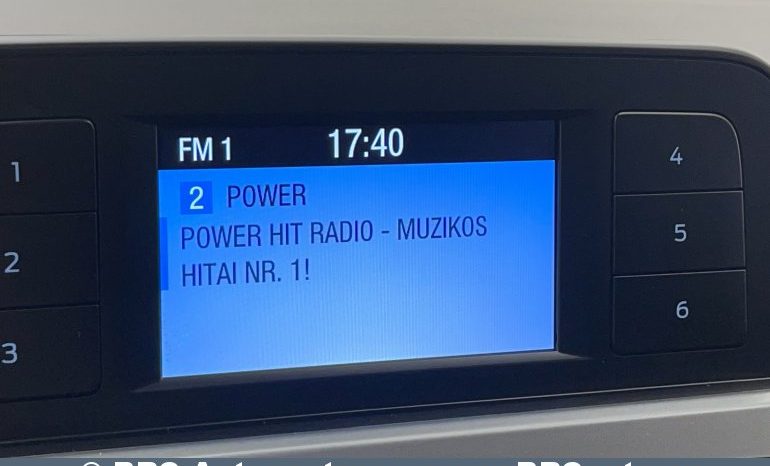 FM 1 17:40
2 POWER
POWER HIT RADIO - MUZIKOS
HITAI NR. 1!
1
2
3
4
5
6